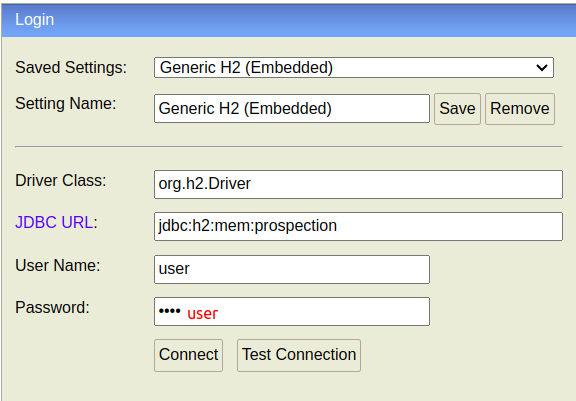 Login
Saved Settings: Generic H2 (Embedded)
Setting Name: Generic H2 (Embedded) Save Remove
Driver Class: org.h2.Driver
JDBC URL: jdbc:h2:mem:prospection
User Name: user
Password: •••• user
Connect Test Connection